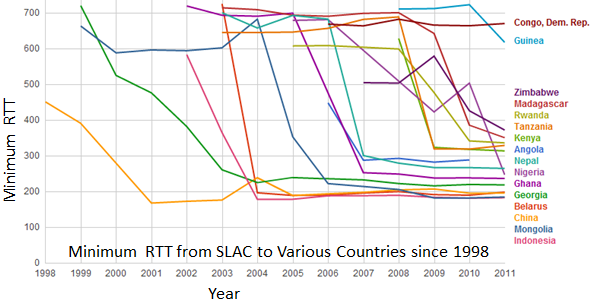 700
600
500
400
300
200
100
0
Minimum RTT
Minimum RTT from SLAC to Various Countries since 1998
1998 1999 2000 2001 2002 2003 2004 2005 2006 2007 2008 2009 2010 2011
Year
Congo, Dem. Rep.
Guinea
Zimbabwe
Madagascar
Rwanda
Tanzania
Kenya
Angola
Nepal
Nigeria
Ghana
Georgia
Belarus
China
Mongolia
Indonesia